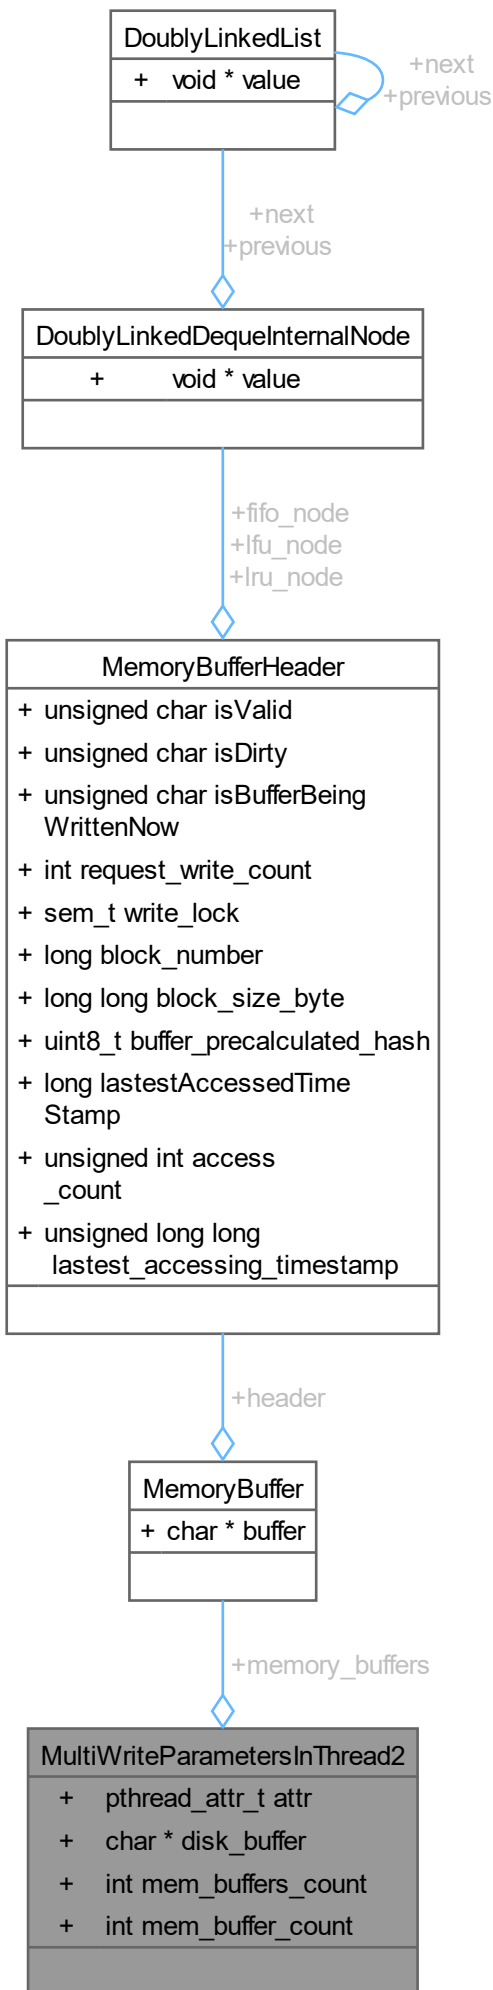 DoublyLinkedList
+ void * value
+next
+previous
+next
+previous
DoublyLinkedDequeInternalNode
+ void * value
+fifo_node
+lfu_node
+lru_node
MemoryBufferHeader
+ unsigned char isValid
+ unsigned char isDirty
+ unsigned char isBufferBeing
WrittenNow
+ int request_write_count
+ sem_t write_lock
+ long block_number
+ long long block_size_byte
+ uint8_t buffer_precalculated_hash
+ long lastestAccessedTime
Stamp
+ unsigned int access
_count
+ unsigned long long
lastest_accessing_timestamp
+header
MemoryBuffer
+ char * buffer
+memory_buffers
MultiWriteParametersInThread2
+ pthread_attr_t attr
+ char * disk_buffer
+ int mem_buffers_count
+ int mem_buffer_count